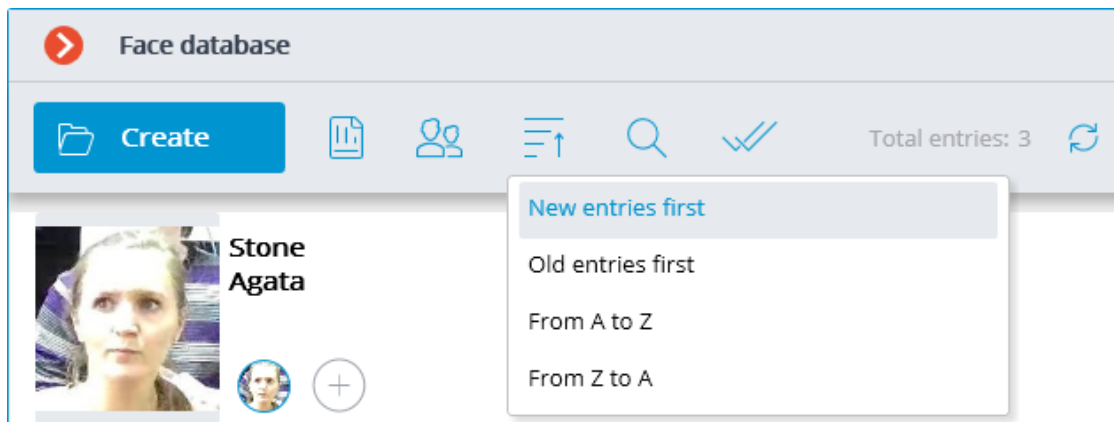 Face database
Create
Total entries: 3
New entries first
Old entries first
From A to Z
From Z to A
Stone
Agata